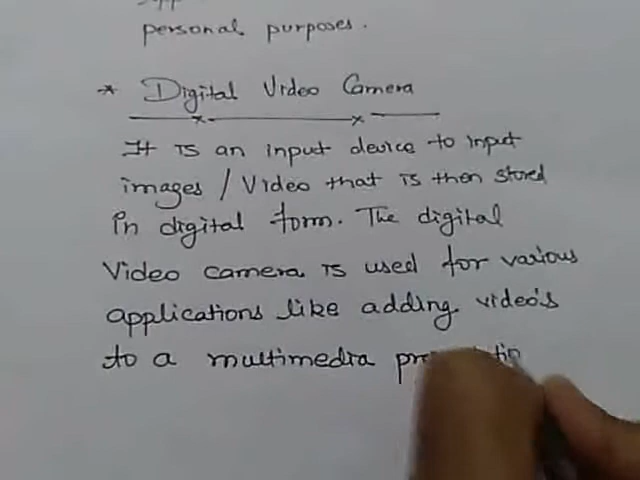 personal purposes.
* Digital Video Camera
It is an input device to input
images / Video that is then stored
in digital form. The digital
Video camera is used for various
applications like adding video's
to a multimedia